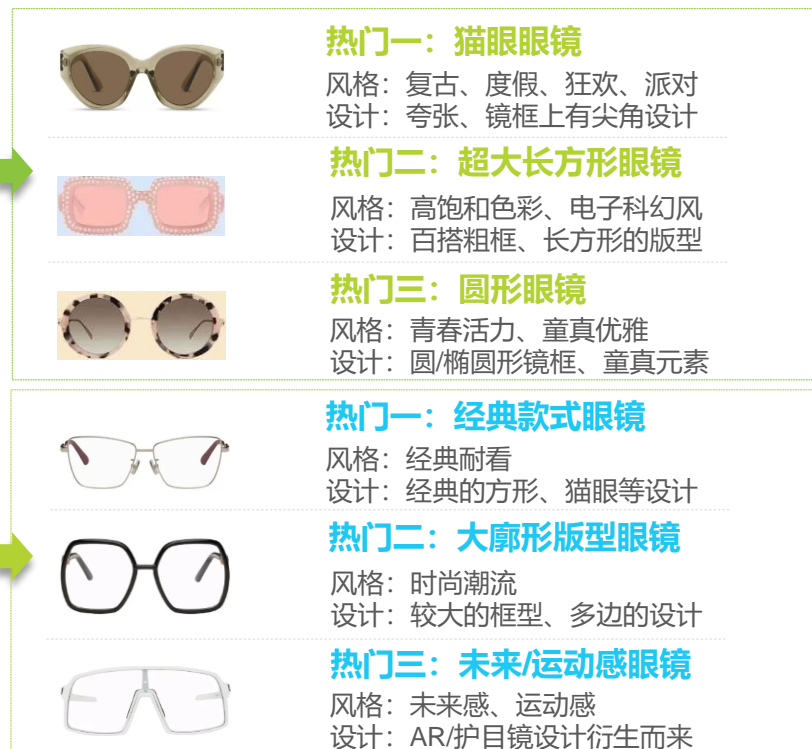 热门一：猫眼眼镜
风格：复古、度假、狂欢、派对
设计：夸张、镜框上有尖角设计
热门二：超大长方形眼镜
风格：高饱和色彩、电子科幻风
设计：百搭粗框、长方形的版型
热门三：圆形眼镜
风格：青春活力、童真优雅
设计：圆/椭圆形镜框、童真元素
热门一：经典款式眼镜
风格：经典耐看
设计：经典的方形、猫眼等设计
热门二：大廓形版型眼镜
风格：时尚潮流
设计：较大的框型、多边的设计
热门三：未来/运动感眼镜
风格：未来感、运动感
设计：AR/护目镜设计衍生而来